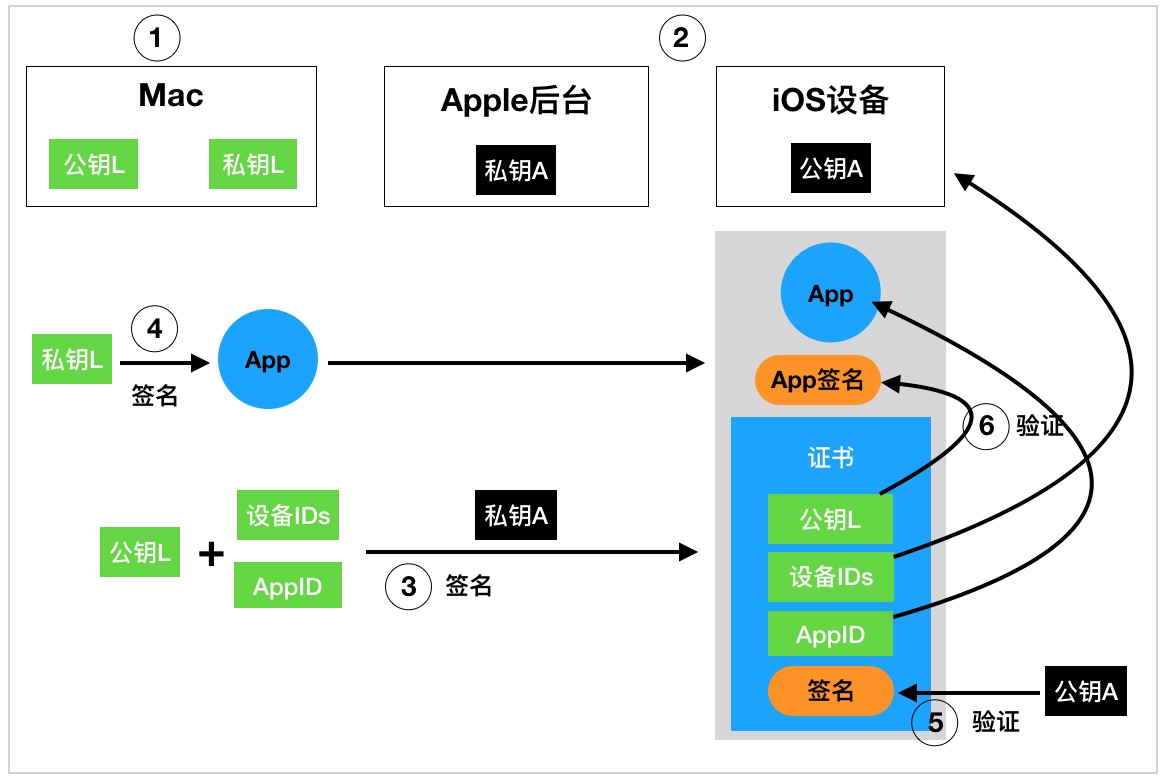 1
2
Mac
Apple后台
iOS设备
公钥L
私钥L
私钥A
公钥A
App
4
私钥L
签名
App
App签名
6
验证
证书
公钥L
+
设备IDs
AppID
私钥A
3
签名
公钥L
设备IDs
AppID
签名
公钥A
5
验证